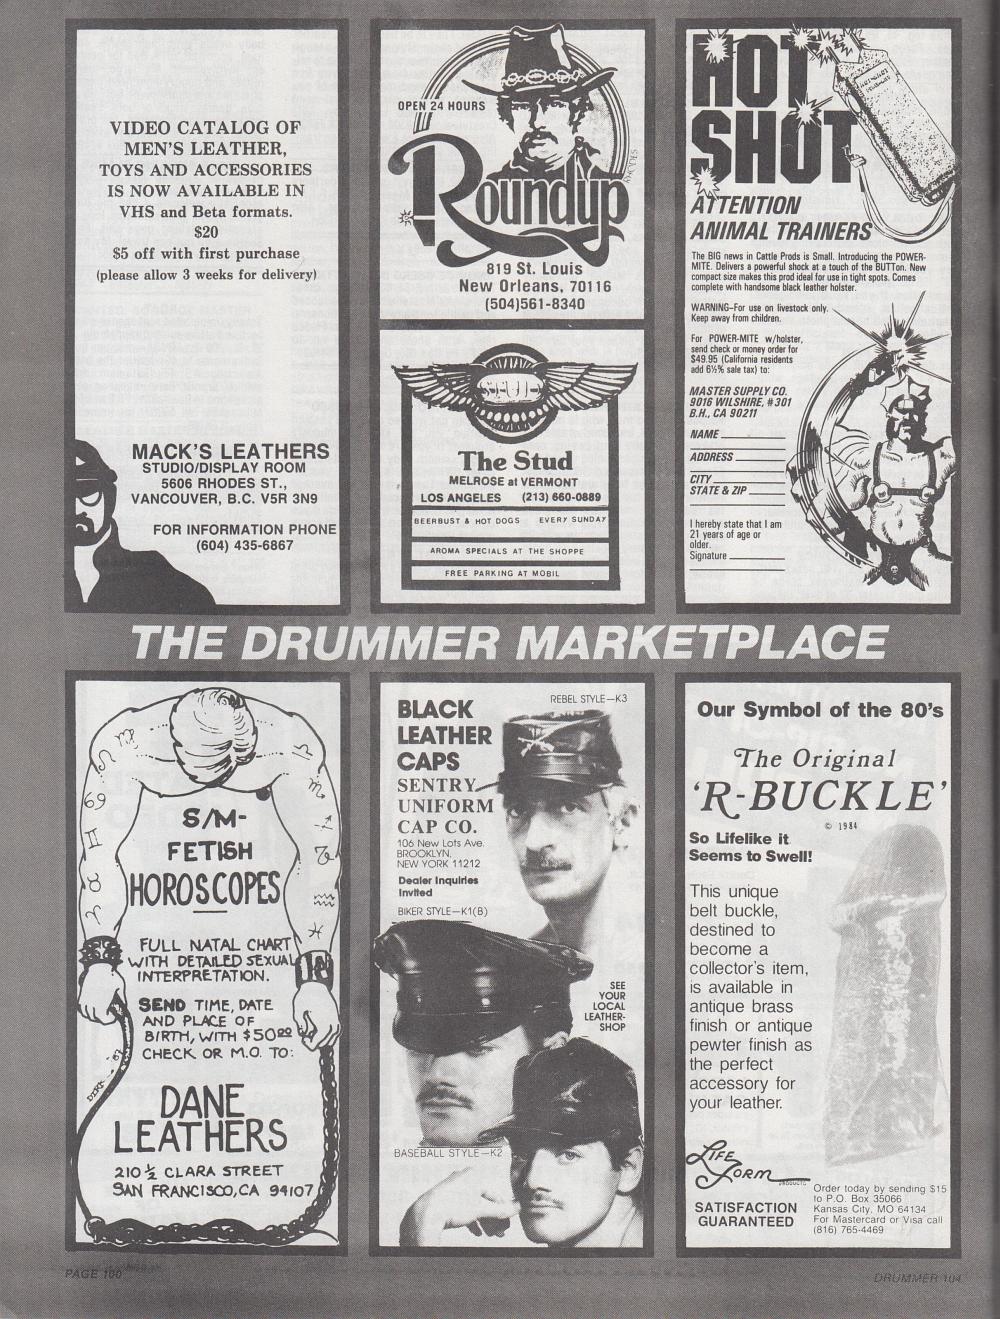 VIDEO CATALOG OF
MEN'S LEATHER,
TOYS AND ACCESSORIES
IS NOW AVAILABLE IN
VHS and Beta formats.
$20
$5 off with first purchase
(please allow 3 weeks for delivery)
MACK'S LEATHERS
STUDIO/DISPLAY ROOM
5606 RHODES ST.,
VANCOUVER, B.C. V5R 3N9
FOR INFORMATION PHONE
(604) 435-6867
OPEN 24 HOURS
RHODES
Roundup
819 St. Louis
New Orleans, 70116
(504)561-8340
STUD
The Stud
MELROSE at VERMONT
LOS ANGELES (213) 660-0889
BEERBUST & HOT DOGS EVERY SUNDAY
AROMA SPECIALS AT THE SHOPPE
FREE PARKING AT MOBIL
HOT
SHOT
ATTENTION
ANIMAL TRAINERS
The BIG news in Cattle Prods is Small. Introducing the POWER-
MITE. Delivers a powerful shock at a touch of the BUTTon. New
compact size makes this prod ideal for use in tight spots. Comes
complete with handsome black leather holster.
WARNING–For use on livestock only.
Keep away from children.
For POWER-MITE w/holster,
send check or money order for
$49.95 (California residents
add 6½% sale tax) to:
MASTER SUPPLY CO.
9016 WILSHIRE, #301
B.H., CA 90211
NAME
ADDRESS
CITY
STATE & ZIP
I hereby state that I am
21 years of age or
older.
Signature
THE DRUMMER MARKETPLACE
S/M-
FETISH
HOROSCOPES
FULL NATAL CHART
WITH DETAILED SEXUAL
INTERPRETATION.
SEND TIME, DATE
AND PLACE OF
BIRTH, WITH $50.00
CHECK OR M.O. TO:
DANE
LEATHERS
210½ CLARA STREET
SAN FRANCISCO, CA 94107
BLACK
LEATHER
CAPS
SENTRY
UNIFORM
CAP CO.
106 New Lots Ave.
BROOKLYN,
NEW YORK 11212
Dealer Inquiries
Invited
REBEL STYLE—K3
BIKER STYLE—K1(B)
SEE
YOUR
LOCAL
LEATHER-
SHOP
BASEBALL STYLE—K2
Our Symbol of the 80's
The Original
'R-BUCKLE'
© 1984
So Lifelike it
Seems to Swell!
This unique
belt buckle,
destined to
become a
collector's item,
is available in
antique brass
finish or antique
pewter finish as
the perfect
accessory for
your leather.
LIFE
FORM
PRODUCTS
SATISFACTION
GUARANTEED
Order today by sending $15
to P.O. Box 35066
Kansas City, MO 64134
For Mastercard or Visa call
(816) 765-4469
PAGE 100
DRUMMER 104